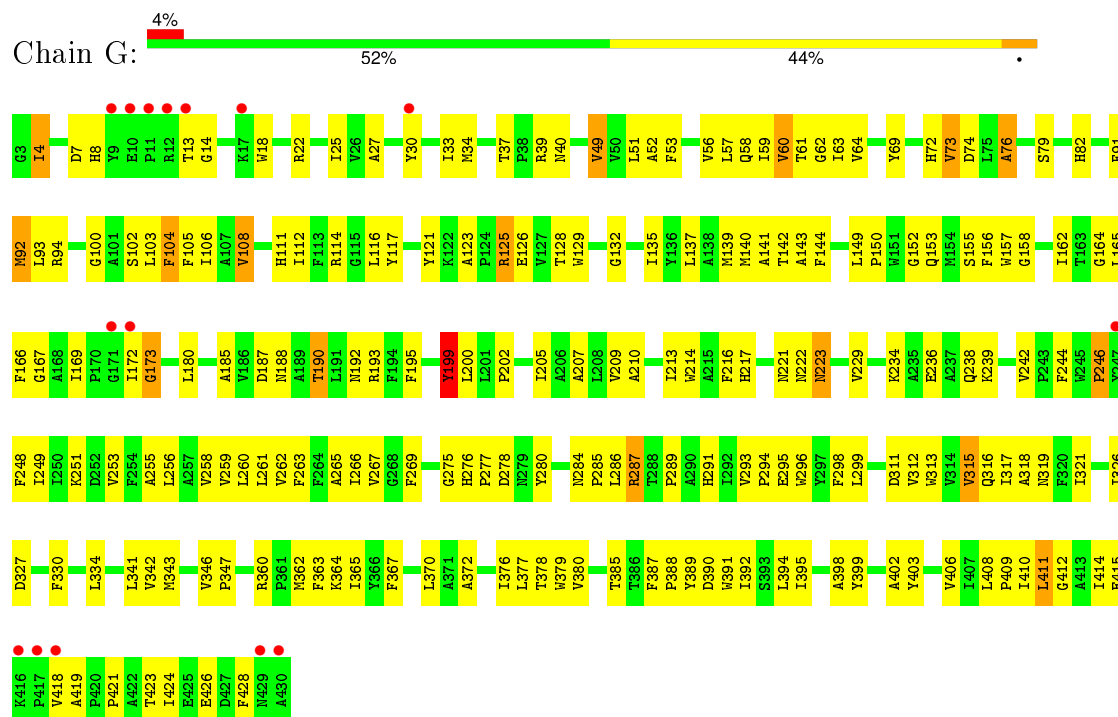 4%
Chain G:
52% 44% •
G3 I4 D7 H8 Y9 E10 P11 R12 T13 G14 K17 W18 R22 I25 V26 A27 Y30 I33 M34 T37 P38 R39 N40 V49 V50 L51 A52 F53 V56 L57 Q58 I59 V60 T61 G62 I63 V64 Y69 H72 V73 D74 L75 A76 S79 H82 E91
M92 L93 R94 G100 A101 S102 L103 F104 F105 I106 A107 V108 H111 I112 F113 R114 G115 L116 Y117 Y121 K122 A123 P124 R125 E126 V127 T128 W129 G132 I135 Y136 L137 A138 M139 M140 A141 T142 A143 F144 L149 P150 W151 G152 Q153 M154 S155 F156 W157 G158 I162 T163 G164 L165
F166 G167 A168 I169 P170 G171 I172 G173 L180 A185 V186 D187 N188 A189 T190 L191 N192 R193 F194 F195 Y199 L200 L201 P202 I205 A206 A207 L208 V209 A210 I213 W214 A215 F216 H217 N221 N222 N223 V229 K234 A235 E236 A237 Q238 K239 V242 P243 F244 W245 P246 Y247
F248 I249 I250 K251 D252 V253 F254 A255 L256 A257 V258 V259 L260 L261 V262 F263 F264 A265 I266 V267 G268 F269 G275 H276 P277 D278 N279 Y280 N284 P285 L286 R287 T288 P289 A290 H291 I292 V293 P294 E295 W296 Y297 F298 L299 D311 V312 W313 V314 V315 Q316 I317 A318 N319 F320 I321 I326
D327 F330 L334 L341 V342 M343 V346 P347 R360 P361 M362 F363 K364 I365 Y366 F367 L370 A371 A372 I376 L377 T378 W379 V380 T385 T386 F387 P388 Y389 D390 W391 I392 S393 L394 I395 A398 Y399 A402 Y403 V406 I407 L408 P409 I410 L411 G412 A413 I414 E415
K416 P417 V418 A419 P420 P421 A422 T423 I424 E425 E426 D427 F428 N429 A430